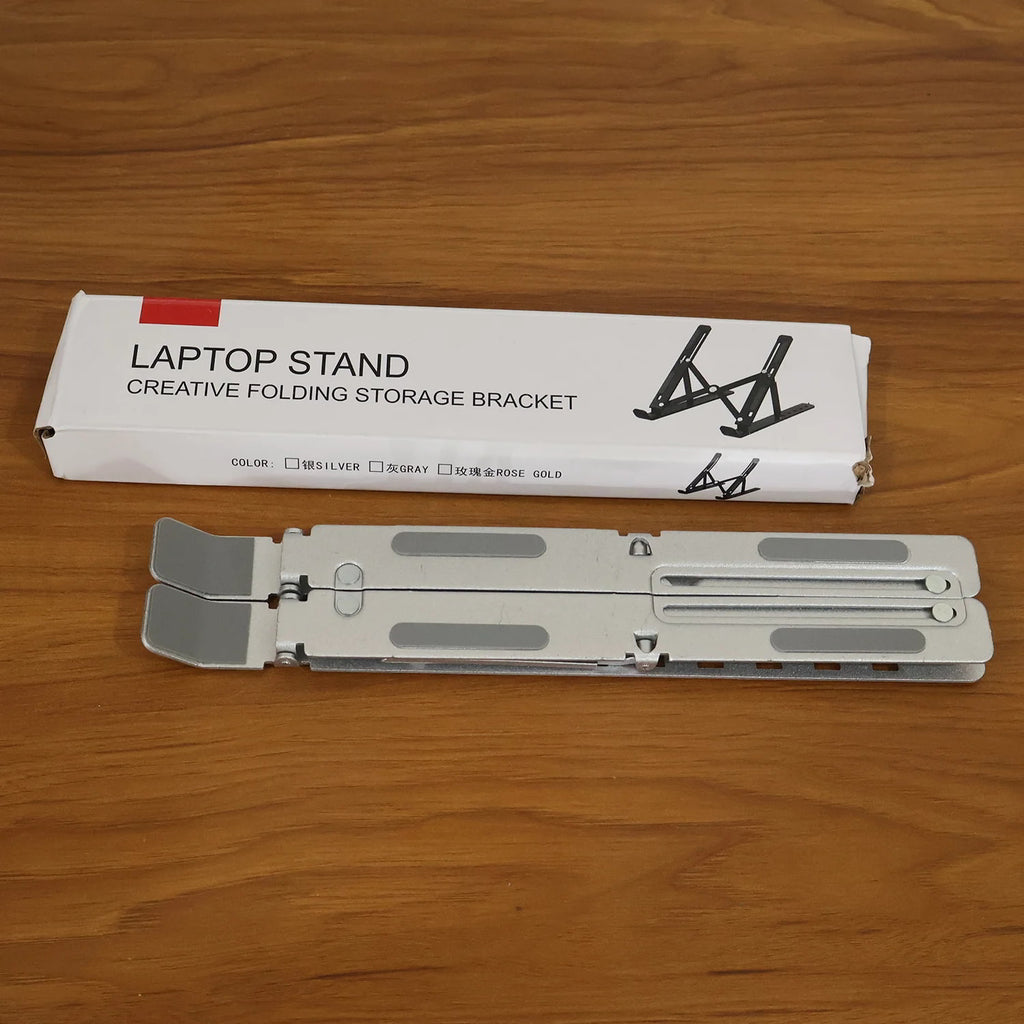 LAPTOP STAND
CREATIVE FOLDING STORAGE BRACKET
COLOR: 银SILVER 灰GRAY 玫瑰金ROSE GOLD